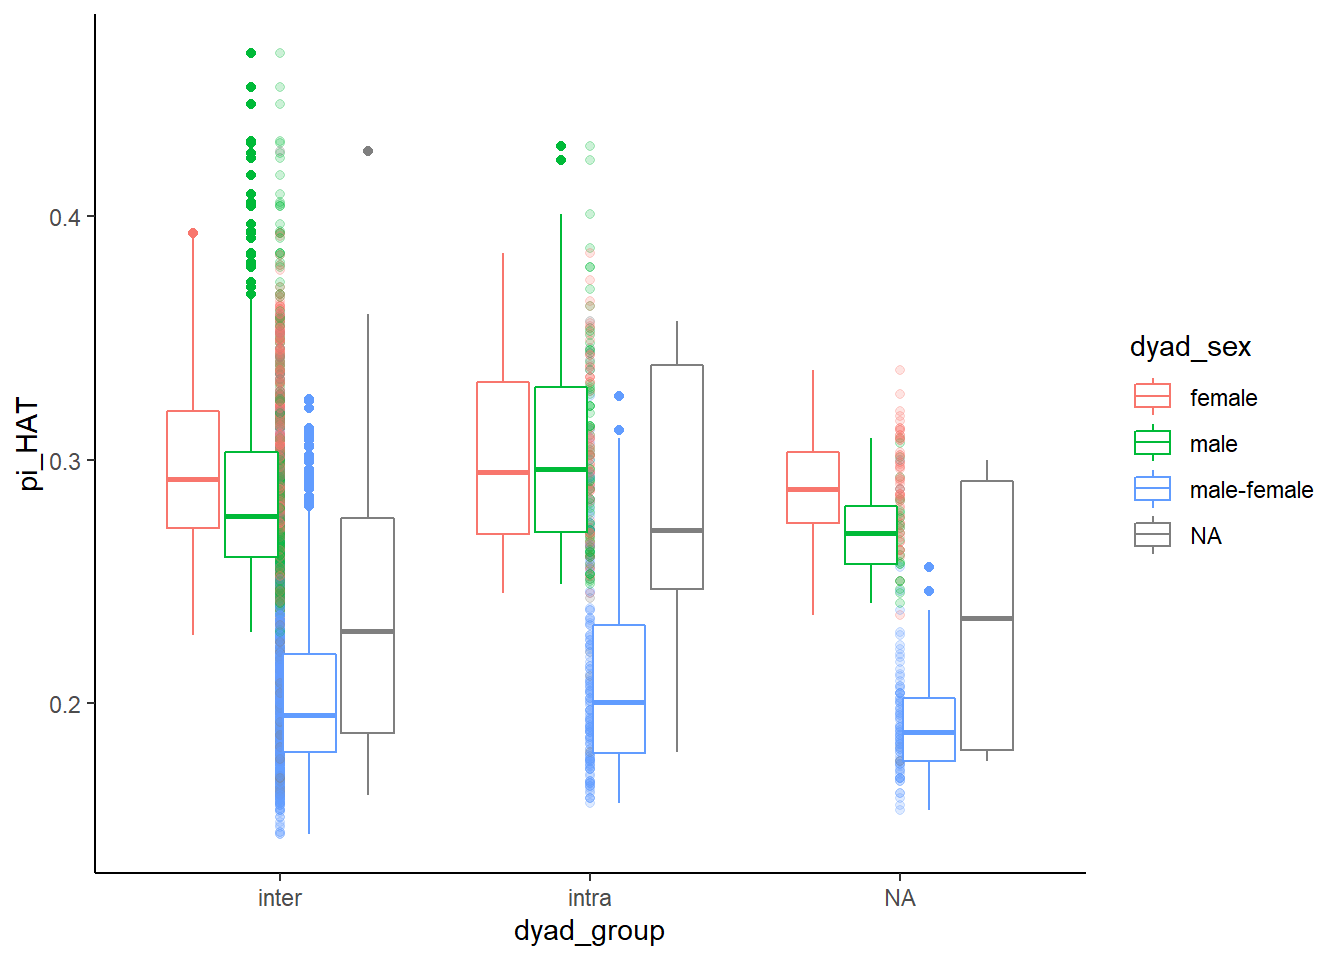 pi_HAT
0.4
0.3
0.2
inter
intra
NA
dyad_group
dyad_sex
female
male
male-female
NA